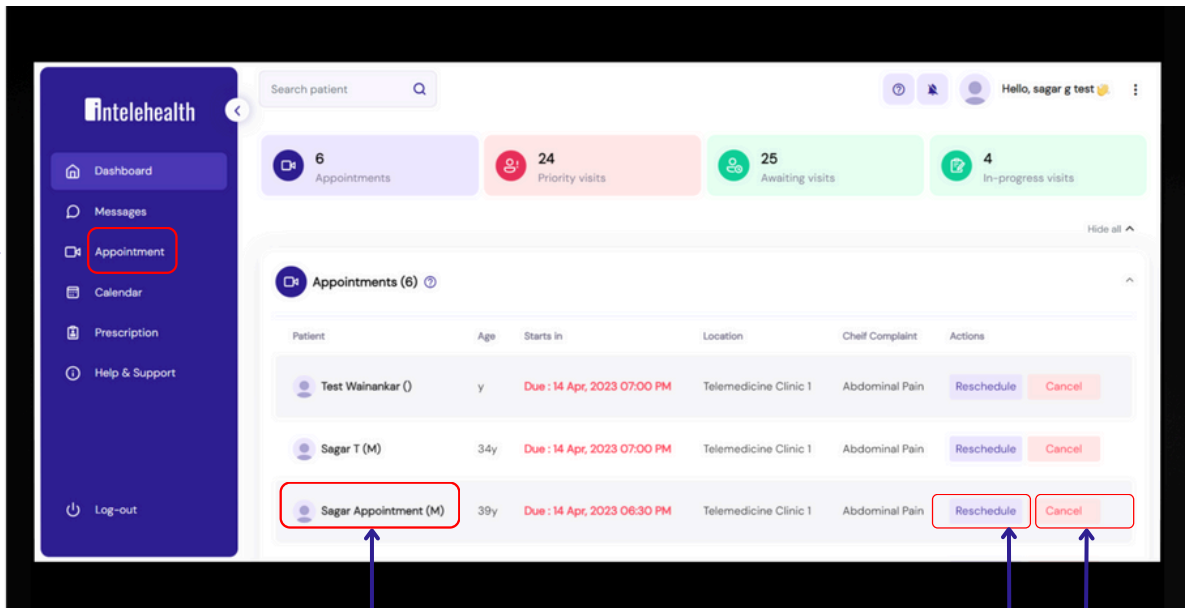 intelehealth
Search patient
Hello, sagar g test
Dashboard
Messages
Appointment
Calendar
Prescription
Help & Support
Log-out
6
Appointments
24
Priority visits
25
Awaiting visits
4
In-progress visits
Hide all
Appointments (6)
Patient Age Starts in Location Cheif Complaint Actions
Test Wainankar () y Due : 14 Apr, 2023 07:00 PM Telemedicine Clinic 1 Abdominal Pain Reschedule Cancel
Sagar T (M) 34y Due : 14 Apr, 2023 07:00 PM Telemedicine Clinic 1 Abdominal Pain Reschedule Cancel
Sagar Appointment (M) 39y Due : 14 Apr, 2023 06:30 PM Telemedicine Clinic 1 Abdominal Pain Reschedule Cancel